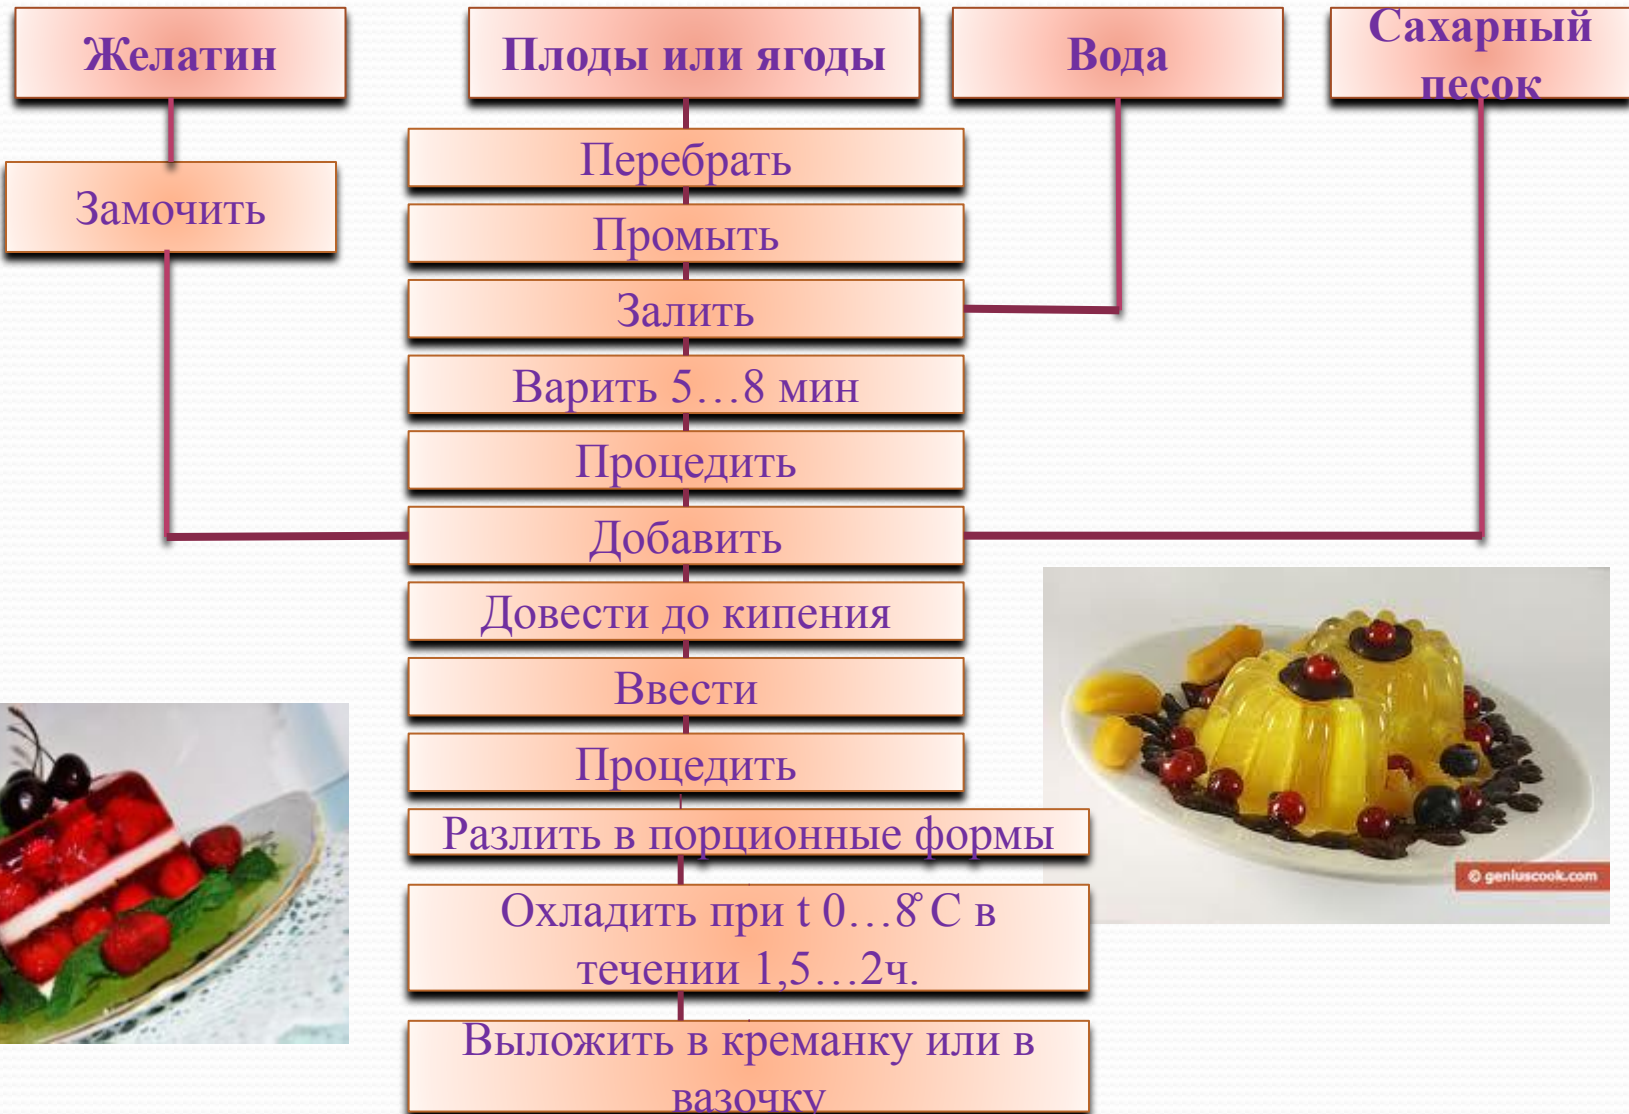 Желатин
Плоды или ягоды
Вода
Сахарный
песок
Замочить
Перебрать
Промыть
Залить
Варить 5…8 мин
Процедить
Добавить
Довести до кипения
Ввести
Процедить
Разлить в порционные формы
Охладить при t 0…8̊ С в
течении 1,5…2ч.
Выложить в креманку или в
вазочку
© geniuscook.com